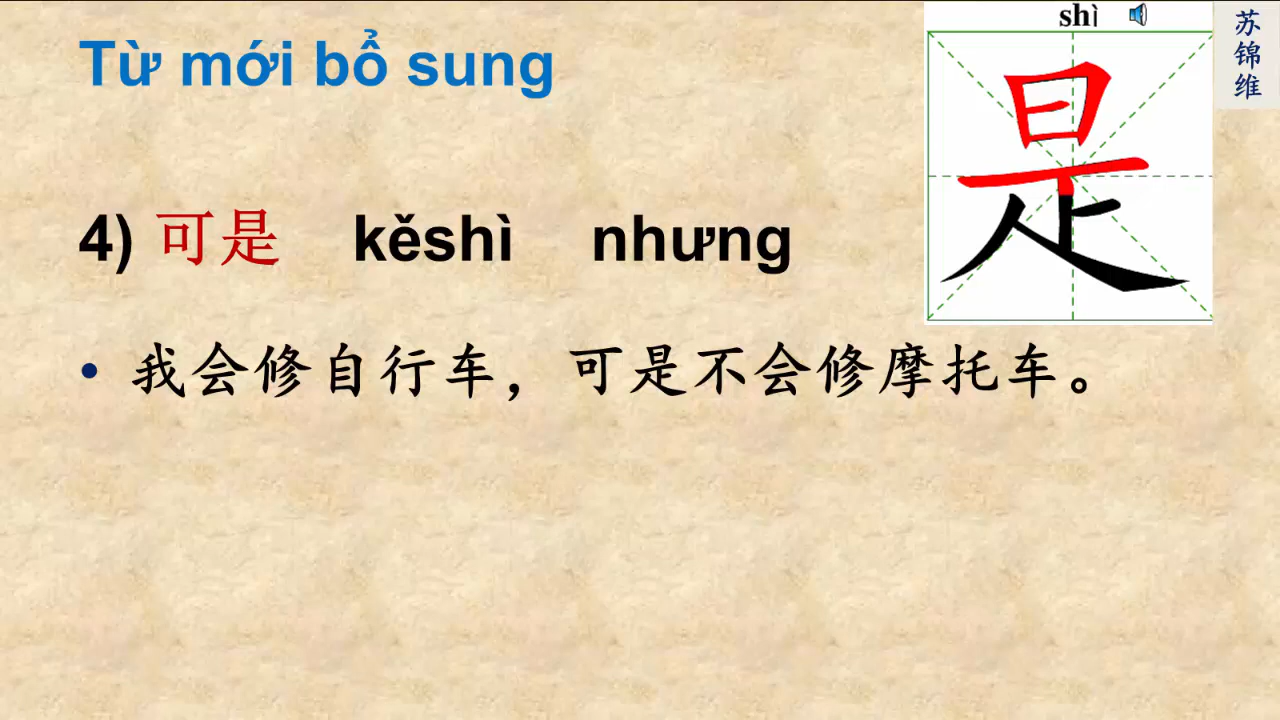 Từ mới bổ sung
shì
是
苏锦维
4) 可是 kěshì nhưng
• 我会修自行车，可是不会修摩托车。